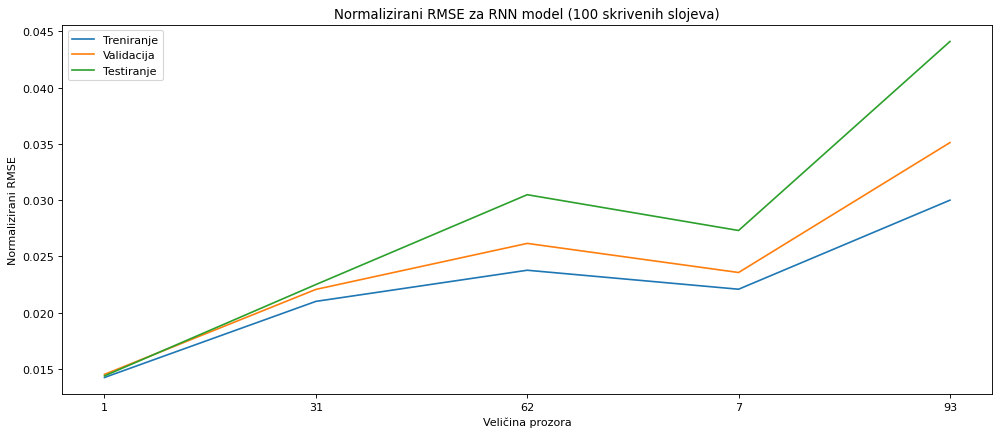 Normalizirani RMSE za RNN model (100 skrivenih slojeva)
Treniranje
Validacija
Testiranje
0.045
0.040
0.035
0.030
0.025
0.020
0.015
Normalizirani RMSE
1 31 62 7 93
Veličina prozora